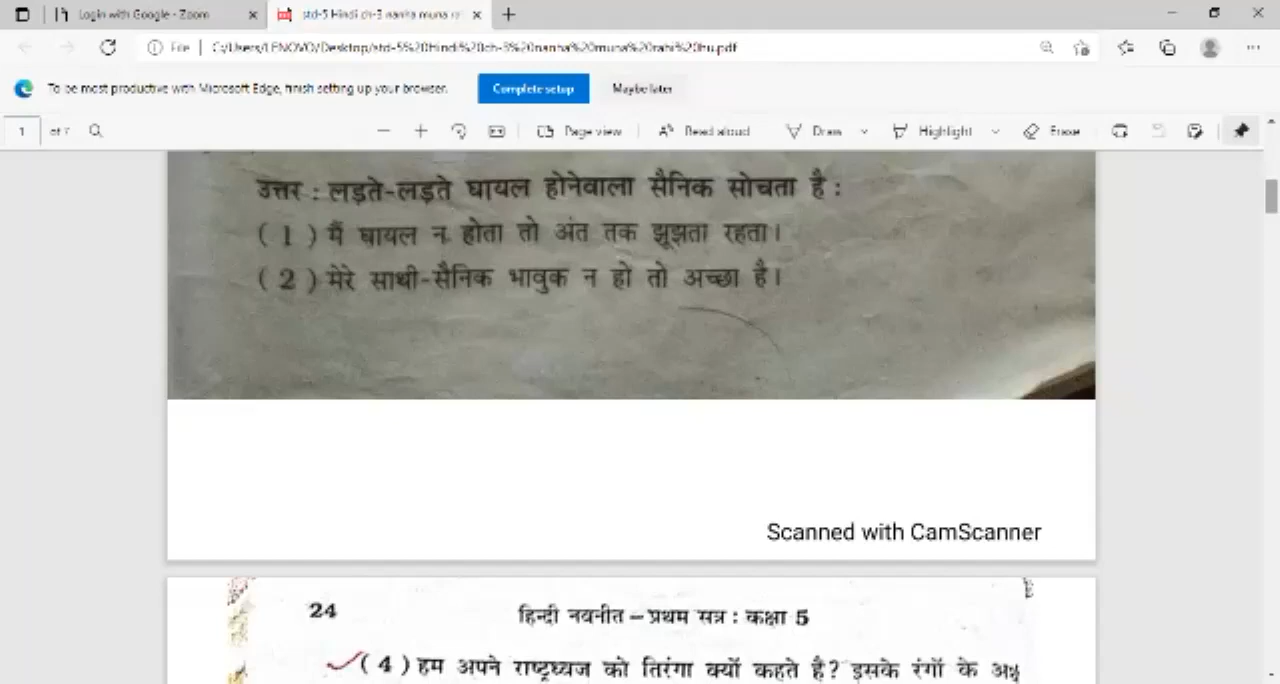 Login with Google - Zoom
std-5 Hindi ch-3 nanha muna ra
File
C:/Users/LENOVO/Desktop/std-5%20Hindi%20ch-3%20nanha%20muna%20rahi%20hu.pdf
To be most productive with Microsoft Edge, finish setting up your browser.
Complete setup
Maybe later
1 of 7
Page view
Read aloud
Draw
Highlight
Erase
उत्तर : लड़ते-लड़ते घायल होनेवाला सैनिक सोचता है :
( 1 ) मैं घायल न होता तो अंत तक झूझता रहता।
( 2 ) मेरे साथी-सैनिक भावुक न हो तो अच्छा है।
Scanned with CamScanner
24
हिन्दी नवनीत – प्रथम सत्र : कक्षा 5
( 4 ) हम अपने राष्ट्रध्वज को तिरंगा क्यों कहते है? इसके रंगों के